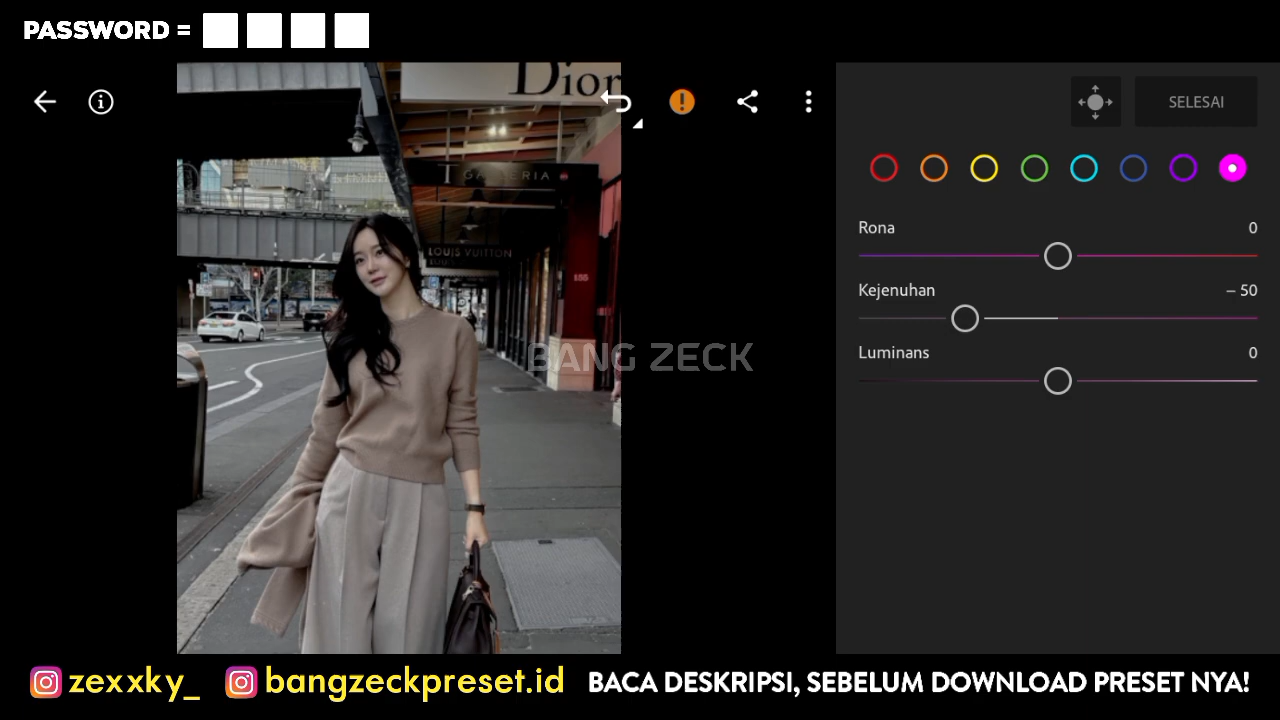 PASSWORD =
Dior
GALLERIA
LOUIS VUITTON
155
BANG ZECK
SELESAI
Rona 0
Kejenuhan – 50
Luminans 0
zexxky_ bangzeckpreset.id BACA DESKRIPSI, SEBELUM DOWNLOAD PRESET NYA!